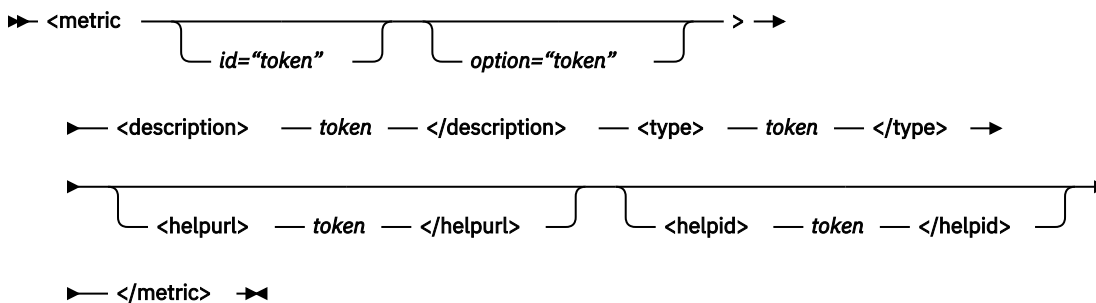 <metric >
id=“token” option=“token”
<description> token </description> <type> token </type>
<helpurl> token </helpurl> <helpid> token </helpid>
</metric>